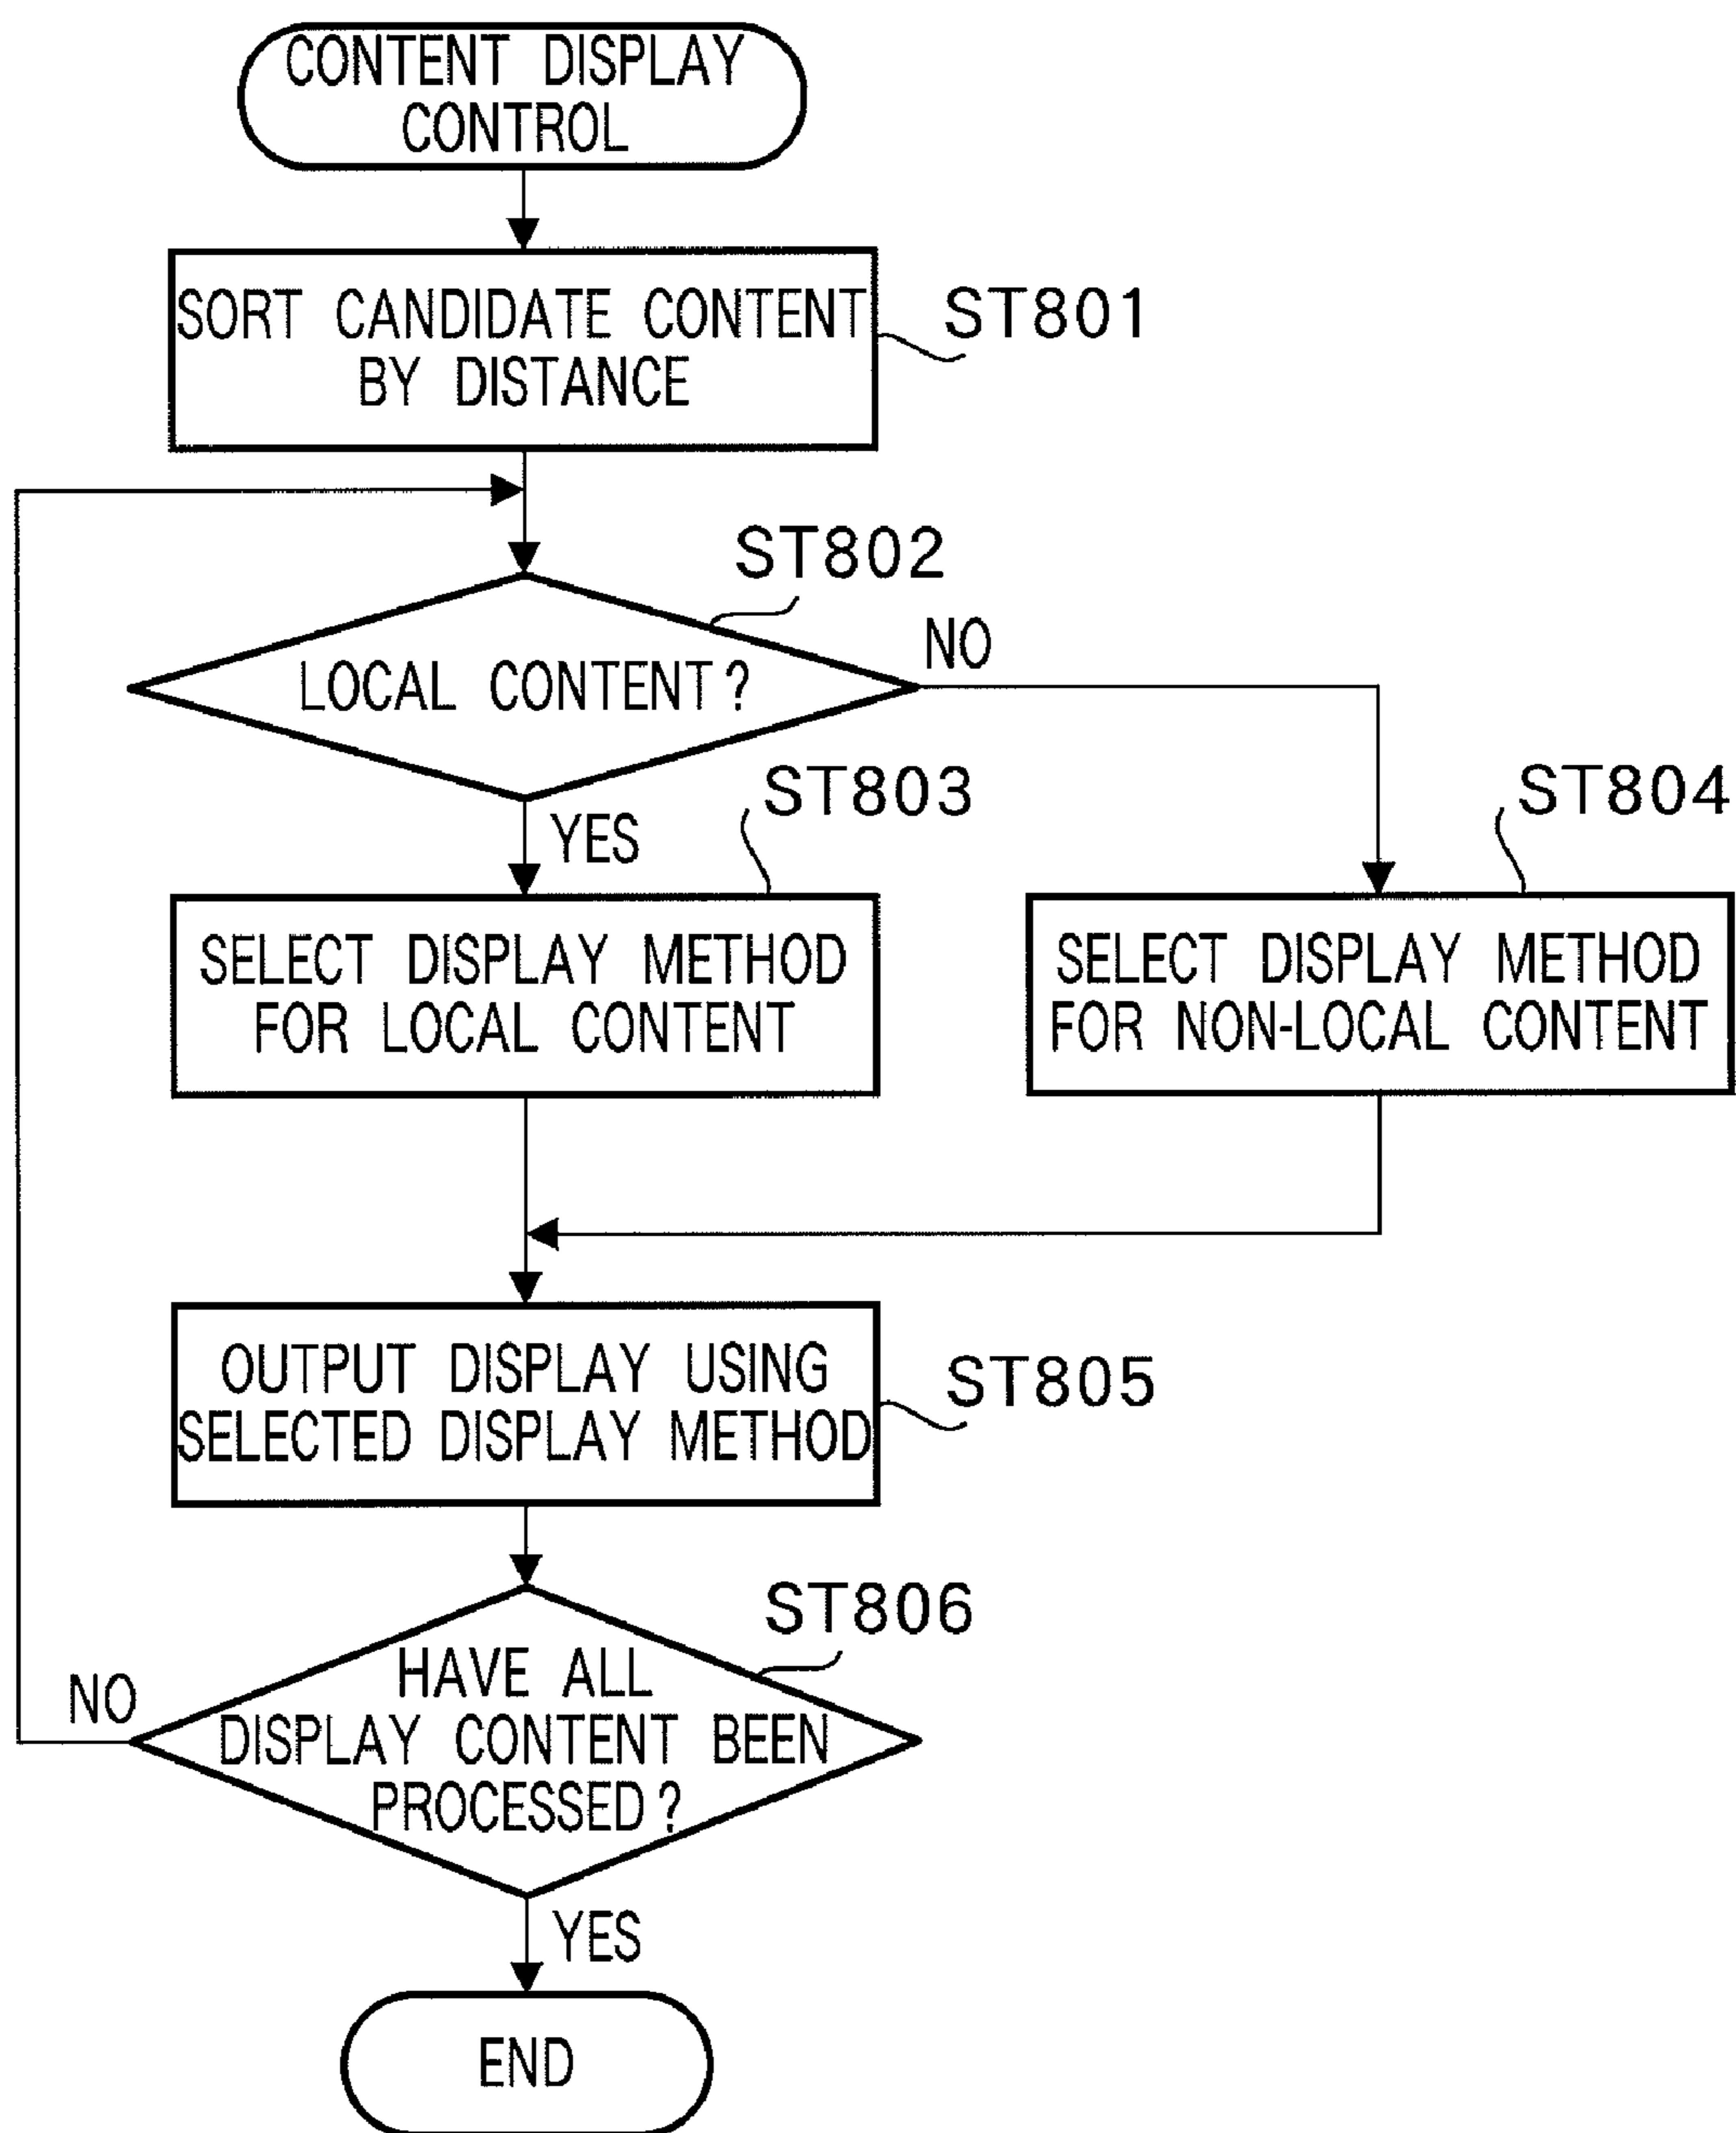 CONTENT DISPLAY
CONTROL
SORT CANDIDATE CONTENT
BY DISTANCE
ST801
ST802
LOCAL CONTENT?
NO
YES
ST803
ST804
SELECT DISPLAY METHOD
FOR LOCAL CONTENT
SELECT DISPLAY METHOD
FOR NON-LOCAL CONTENT
OUTPUT DISPLAY USING
SELECTED DISPLAY METHOD
ST805
ST806
HAVE ALL
DISPLAY CONTENT BEEN
PROCESSED?
NO
YES
END